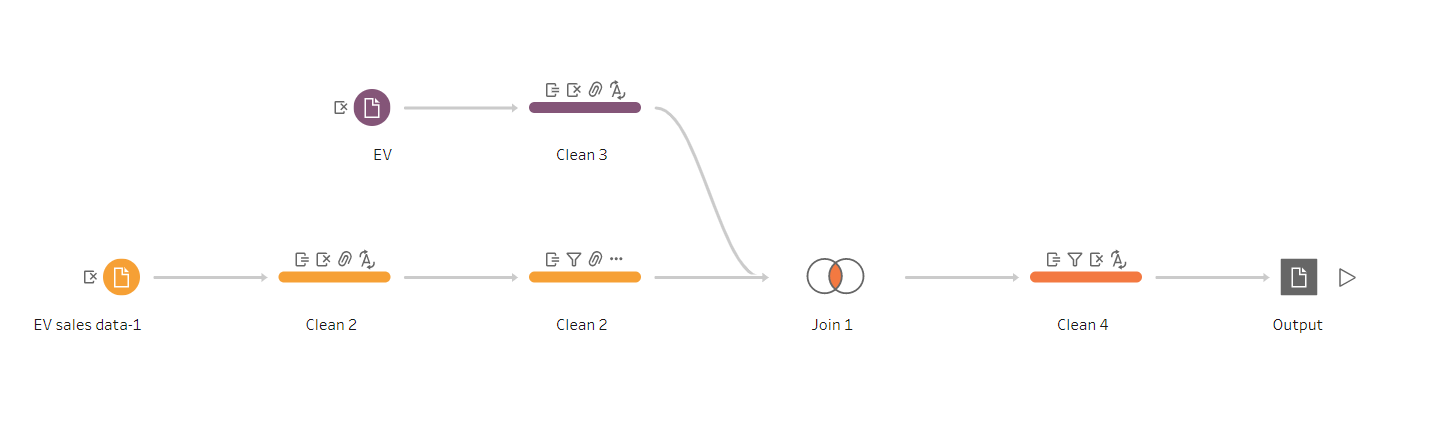 EV
Clean 3
EV sales data-1
Clean 2
Clean 2
Join 1
Clean 4
Output